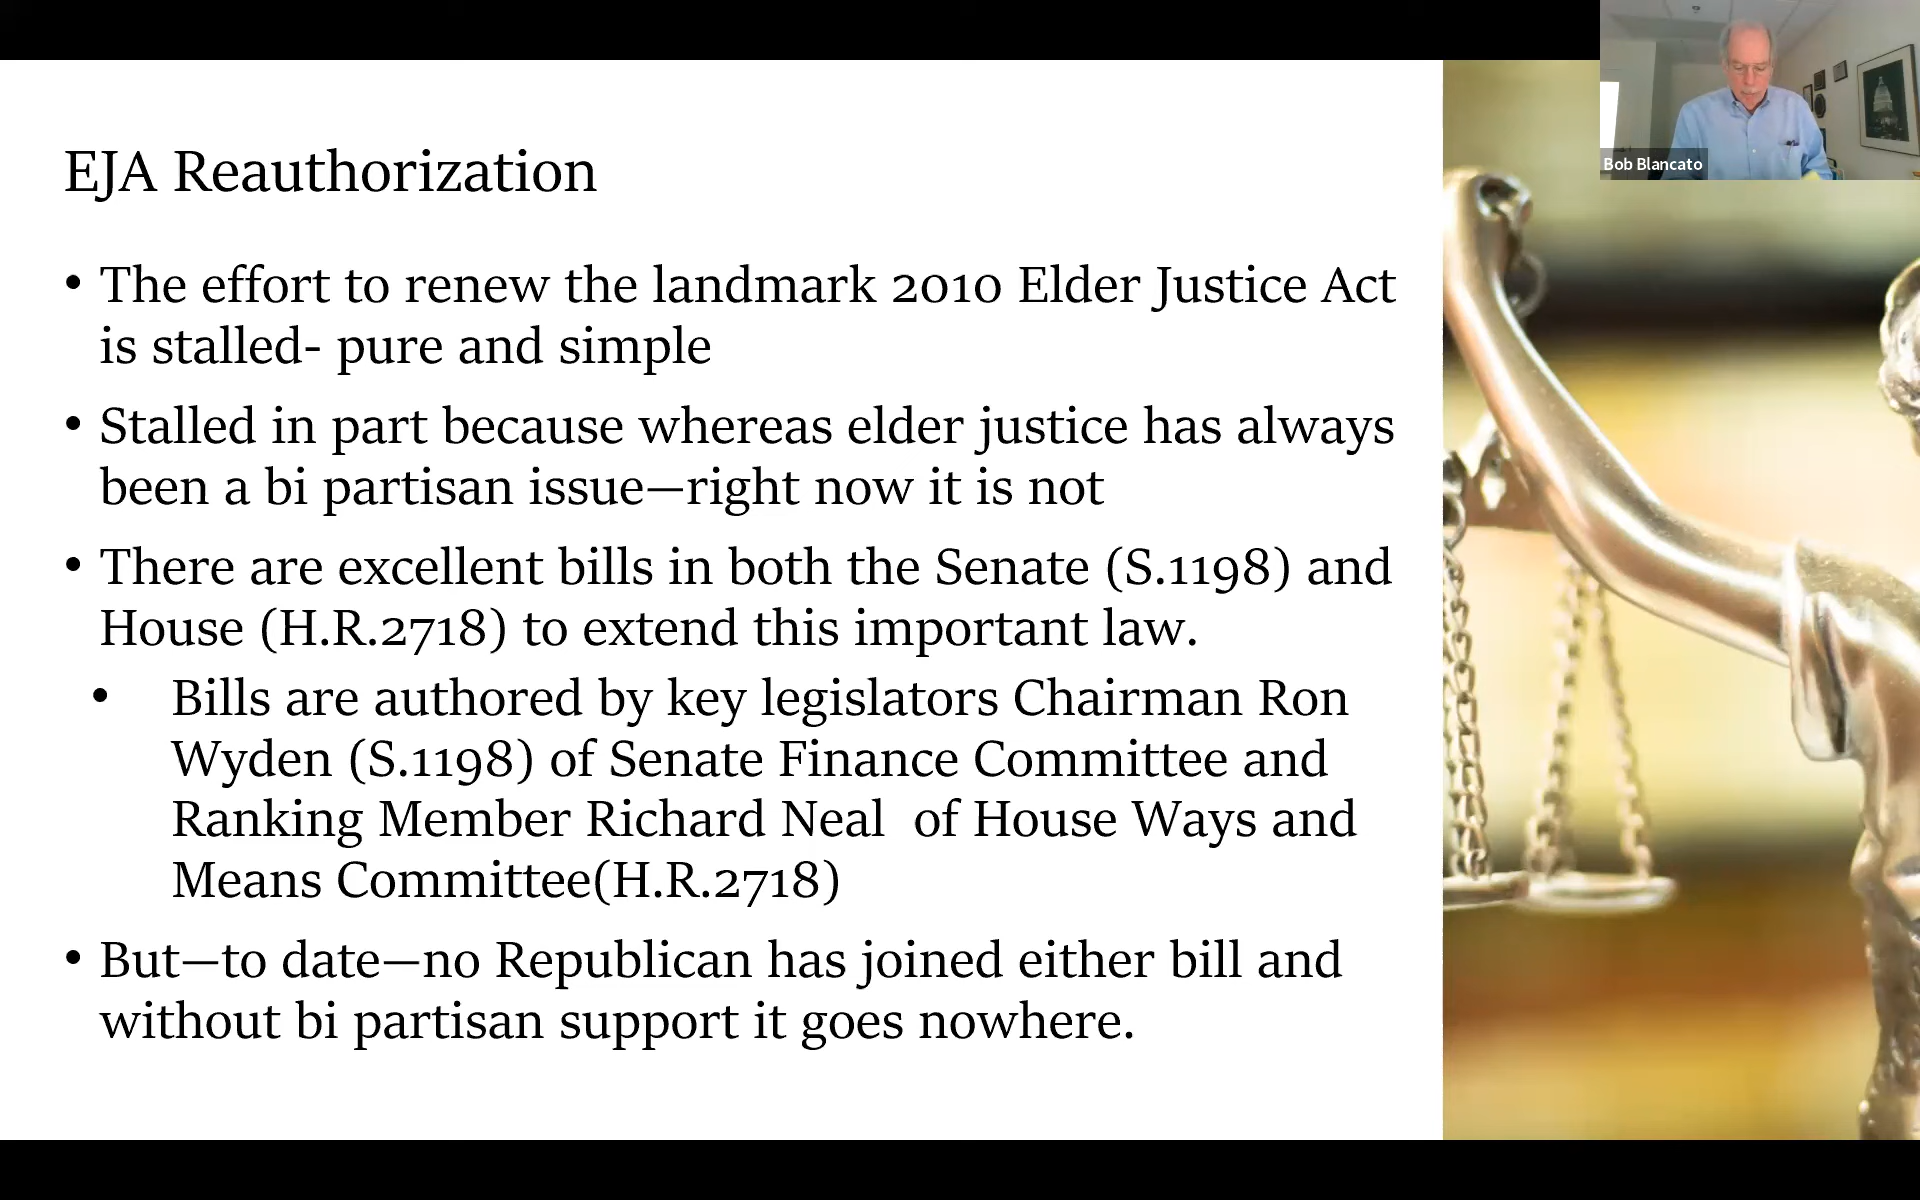 Bob Blancato
EJA Reauthorization
• The effort to renew the landmark 2010 Elder Justice Act
is stalled- pure and simple
• Stalled in part because whereas elder justice has always
been a bi partisan issue—right now it is not
• There are excellent bills in both the Senate (S.1198) and
House (H.R.2718) to extend this important law.
• Bills are authored by key legislators Chairman Ron
Wyden (S.1198) of Senate Finance Committee and
Ranking Member Richard Neal  of House Ways and
Means Committee(H.R.2718)
• But—to date—no Republican has joined either bill and
without bi partisan support it goes nowhere.